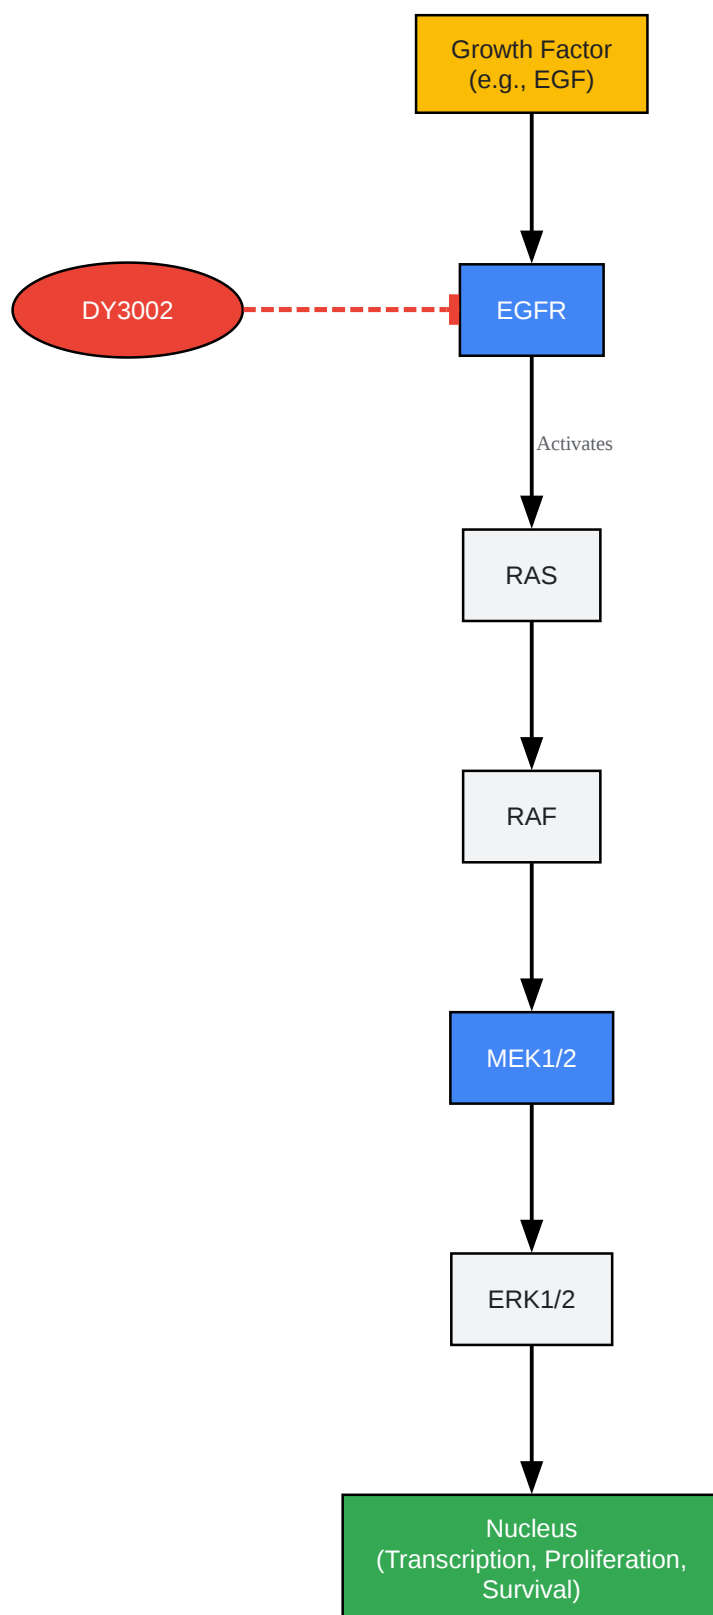 Growth Factor
(e.g., EGF)
DY3002
EGFR
Activates
RAS
RAF
MEK1/2
ERK1/2
Nucleus
(Transcription, Proliferation,
Survival)